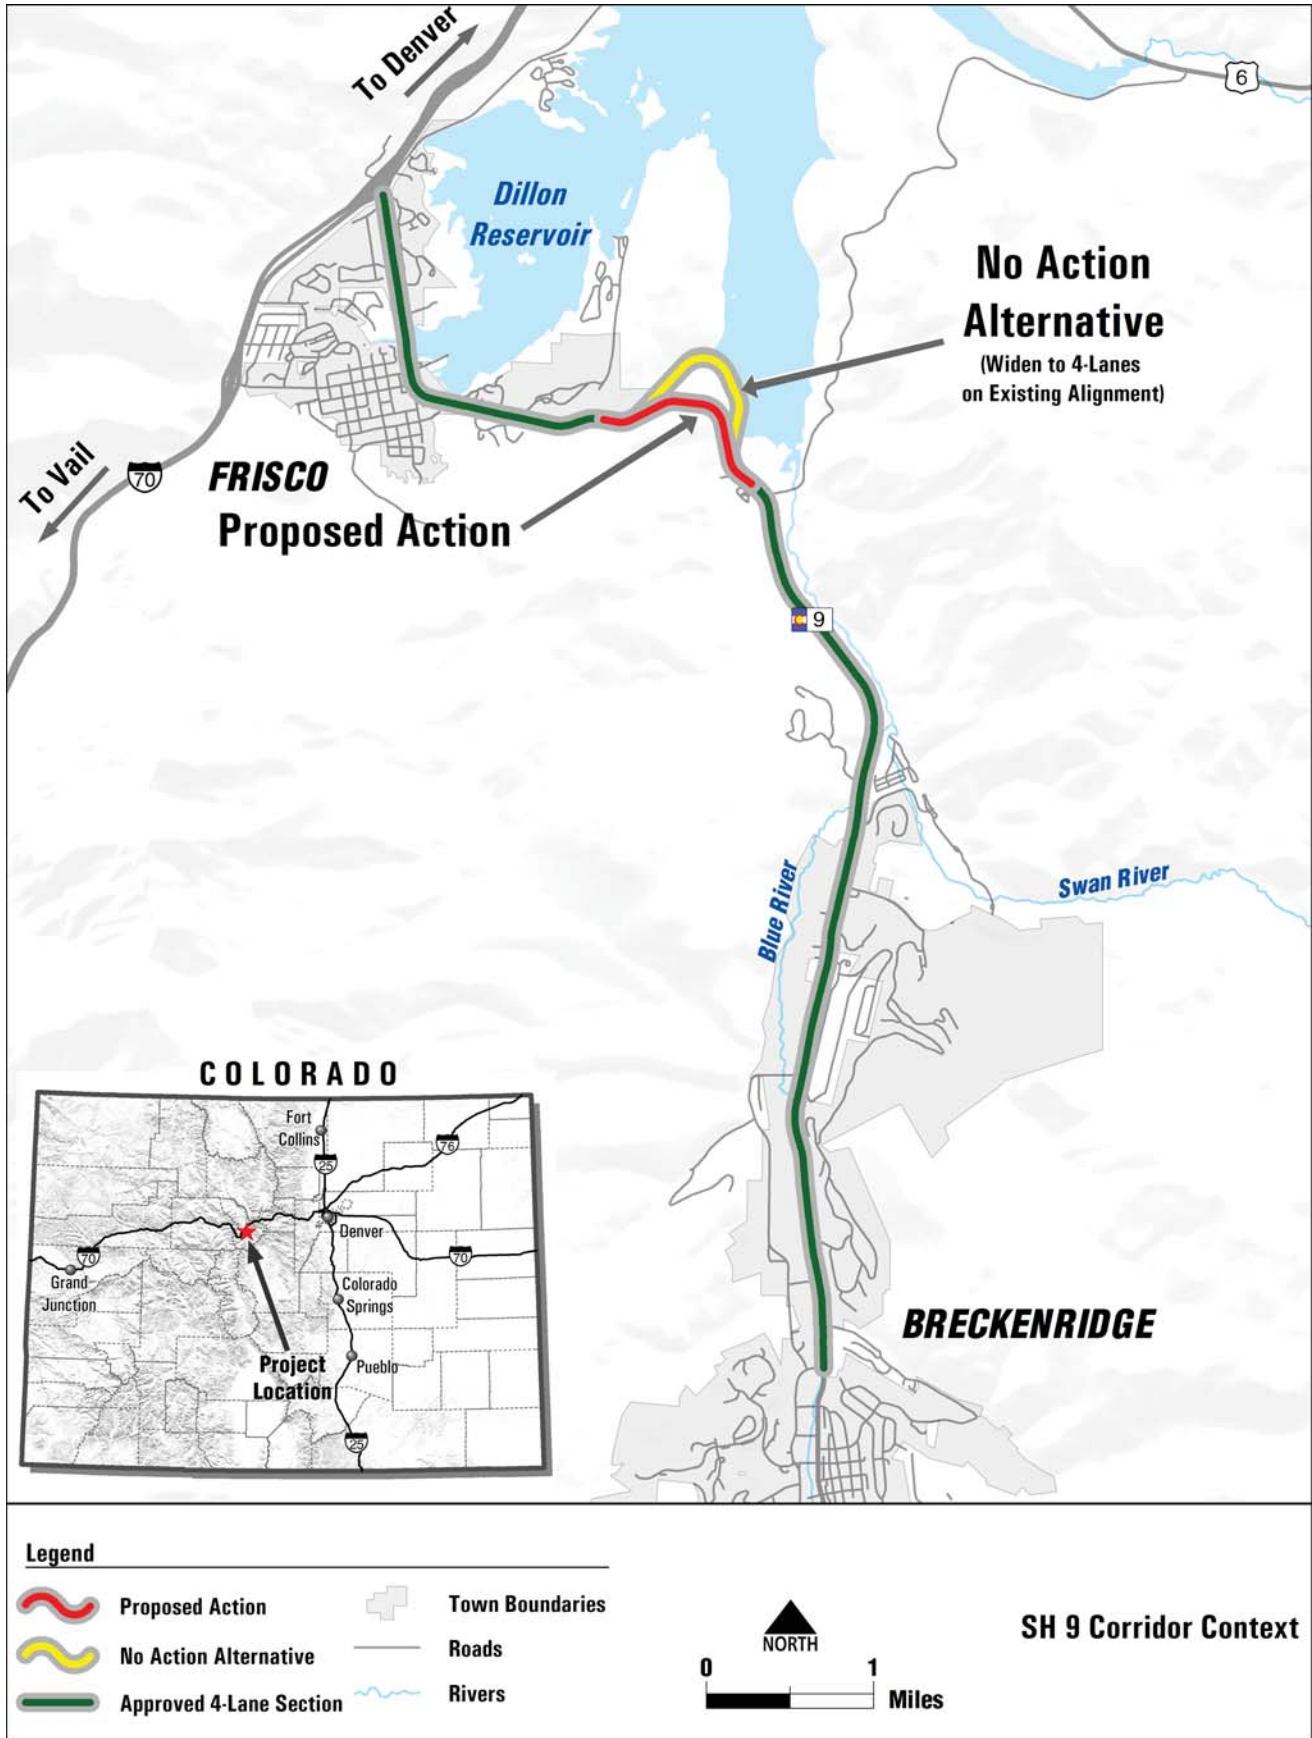 To Denver
6
Dillon
Reservoir
No Action
Alternative
(Widen to 4-Lanes
on Existing Alignment)
To Vail
70
FRISCO
Proposed Action
9
Blue River
Swan River
BRECKENRIDGE
COLORADO
Fort
Collins
25
76
Denver
70
70
Grand
Junction
Colorado
Springs
Project
Location
Pueblo
25
Legend
Proposed Action
No Action Alternative
Approved 4-Lane Section
Town Boundaries
Roads
Rivers
NORTH
0 1
Miles
SH 9 Corridor Context